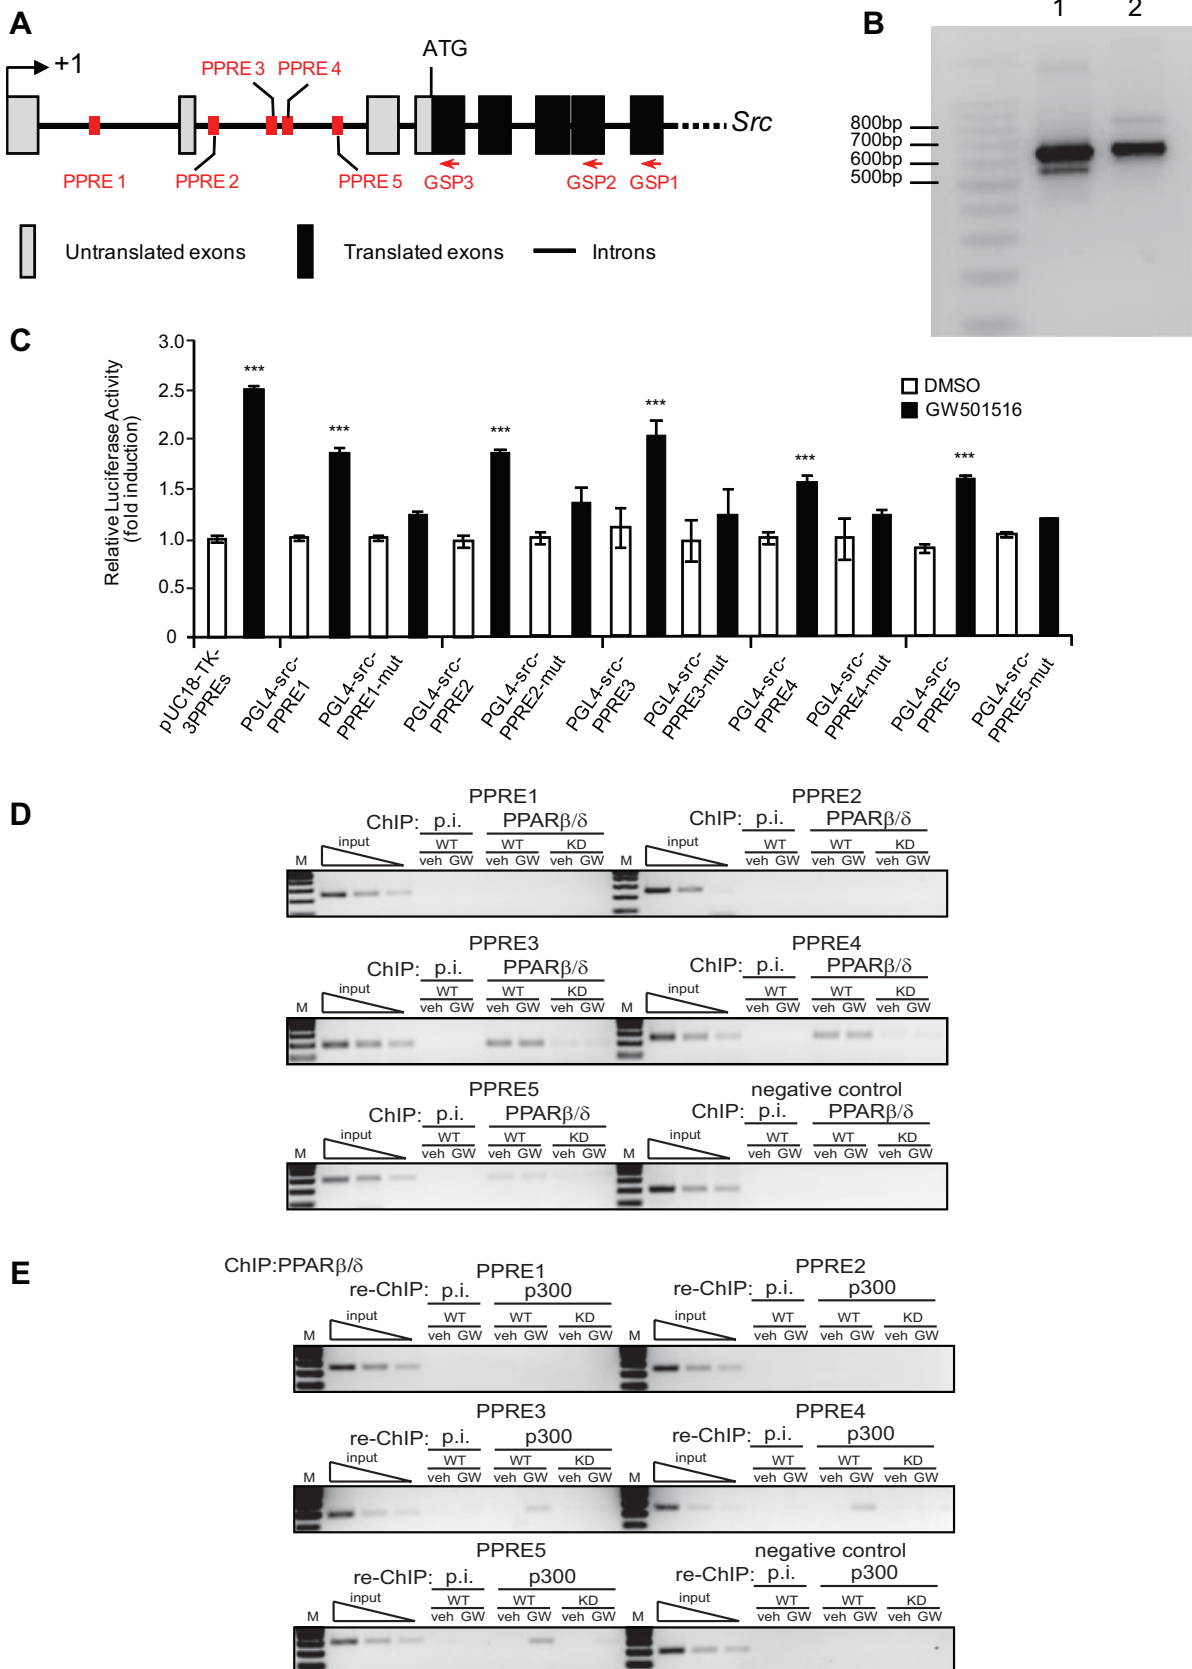 A
+1
ATG
PPRE 3 PPRE 4
Src
PPRE 1
PPRE 2
PPRE 5
GSP3
GSP2
GSP1
Untranslated exons
Translated exons
Introns
B
1 2
800bp
700bp
600bp
500bp
C
Relative Luciferase Activity
(fold induction)
3.0
2.5
2.0
1.5
1.0
0.5
0
*** *** *** *** *** ***
DMSO
GW501516
pUC18-TK-
3PPREs
PGL4-src-
PPRE1
PGL4-src-
PPRE1-mut
PGL4-src-
PPRE2
PGL4-src-
PPRE2-mut
PGL4-src-
PPRE3
PGL4-src-
PPRE3-mut
PGL4-src-
PPRE4
PGL4-src-
PPRE4-mut
PGL4-src-
PPRE5
PGL4-src-
PPRE5-mut
D
PPRE1
ChIP: p.i. PPARβ/δ
input WT WT KD
M veh GW veh GW veh GW
PPRE2
ChIP: p.i. PPARβ/δ
input WT WT KD
M veh GW veh GW veh GW
PPRE3
ChIP: p.i. PPARβ/δ
input WT WT KD
M veh GW veh GW veh GW
PPRE4
ChIP: p.i. PPARβ/δ
input WT WT KD
M veh GW veh GW veh GW
PPRE5
ChIP: p.i. PPARβ/δ
input WT WT KD
M veh GW veh GW veh GW
negative control
ChIP: p.i. PPARβ/δ
input WT WT KD
M veh GW veh GW veh GW
E
ChIP:PPARβ/δ
PPRE1
re-ChIP: p.i. p300
input WT WT KD
M veh GW veh GW veh GW
PPRE2
re-ChIP: p.i. p300
input WT WT KD
M veh GW veh GW veh GW
PPRE3
re-ChIP: p.i. p300
input WT WT KD
M veh GW veh GW veh GW
PPRE4
re-ChIP: p.i. p300
input WT WT KD
M veh GW veh GW veh GW
PPRE5
re-ChIP: p.i. p300
input WT WT KD
M veh GW veh GW veh GW
negative control
re-ChIP: p.i. p300
input WT WT KD
M veh GW veh GW veh GW